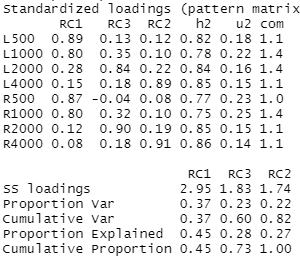 Standardized loadings (pattern matrix
RC1 RC3 RC2 h2 u2 com
L500 0.89 0.13 0.12 0.82 0.18 1.1
L1000 0.80 0.35 0.10 0.78 0.22 1.4
L2000 0.28 0.84 0.22 0.84 0.16 1.4
L4000 0.15 0.18 0.89 0.85 0.15 1.1
R500 0.87 -0.04 0.08 0.77 0.23 1.0
R1000 0.80 0.32 0.10 0.75 0.25 1.4
R2000 0.12 0.90 0.19 0.85 0.15 1.1
R4000 0.08 0.18 0.91 0.86 0.14 1.1
RC1 RC3 RC2
SS loadings 2.95 1.83 1.74
Proportion Var 0.37 0.23 0.22
Cumulative Var 0.37 0.60 0.82
Proportion Explained 0.45 0.28 0.27
Cumulative Proportion 0.45 0.73 1.00